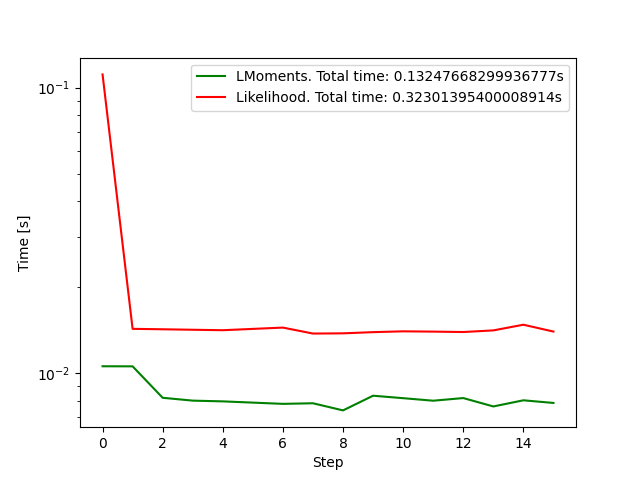 LMoments. Total time: 0.13247668299936777s
Likelihood. Total time: 0.32301395400008914s
10⁻¹
10⁻²
Time [s]
0 2 4 6 8 10 12 14
Step